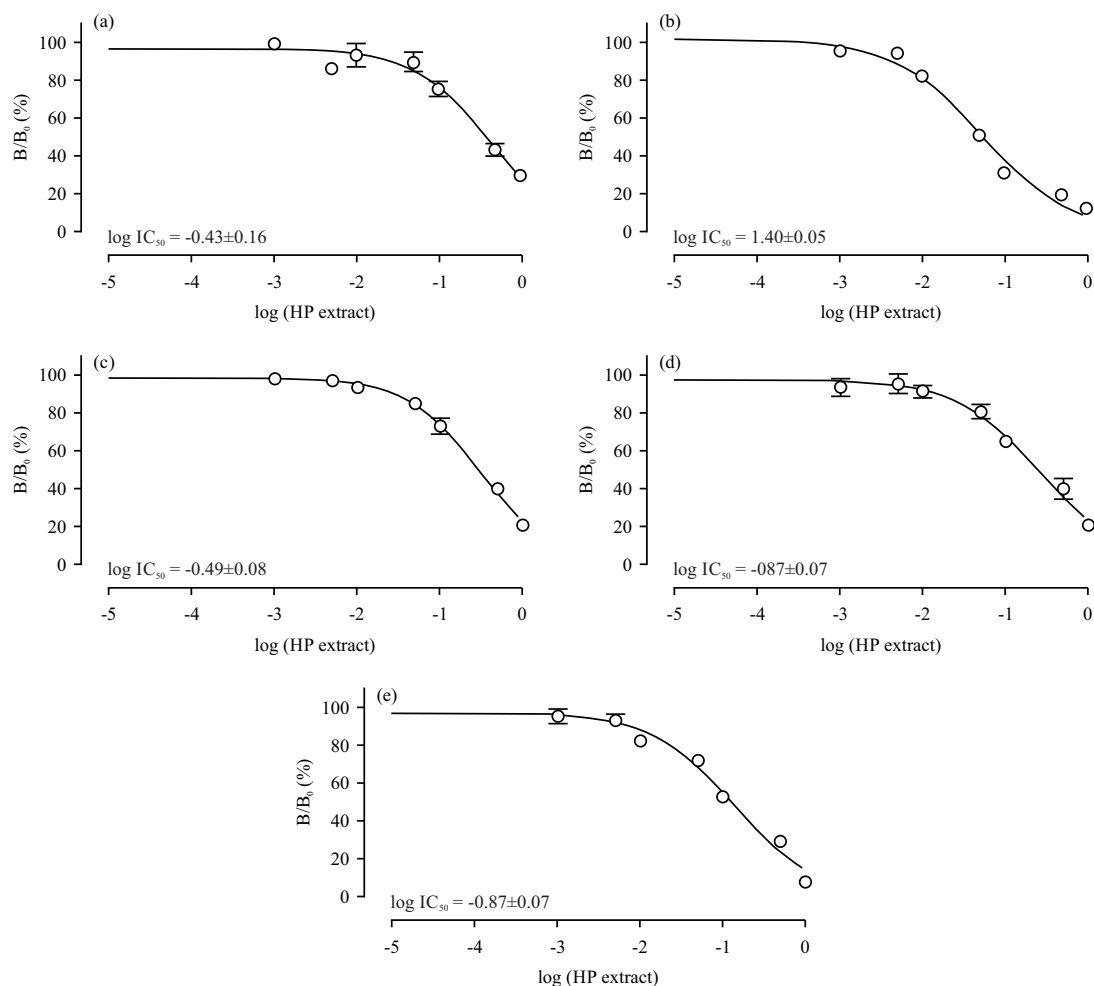 (a)
100
80
60
40
20
0
B/B₀ (%)
log IC₅₀ = -0.43±0.16
-5 -4 -3 -2 -1 0
log (HP extract)
(b)
100
80
60
40
20
0
B/B₀ (%)
log IC₅₀ = 1.40±0.05
-5 -4 -3 -2 -1 0
log (HP extract)
(c)
100
80
60
40
20
0
B/B₀ (%)
log IC₅₀ = -0.49±0.08
-5 -4 -3 -2 -1 0
log (HP extract)
(d)
100
80
60
40
20
0
B/B₀ (%)
log IC₅₀ = -087±0.07
-5 -4 -3 -2 -1 0
log (HP extract)
(e)
100
80
60
40
20
0
B/B₀ (%)
log IC₅₀ = -0.87±0.07
-5 -4 -3 -2 -1 0
log (HP extract)